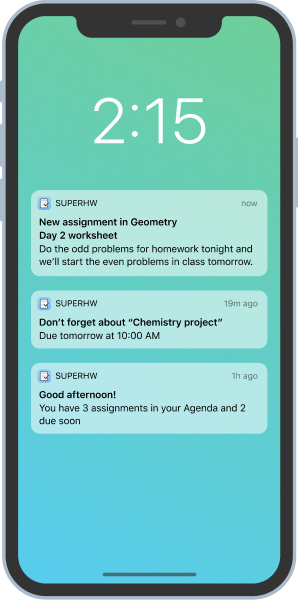 2:15
SUPERHW now
New assignment in Geometry
Day 2 worksheet
Do the odd problems for homework tonight and
we’ll start the even problems in class tomorrow.
SUPERHW 19m ago
Don’t forget about “Chemistry project”
Due tomorrow at 10:00 AM
SUPERHW 1h ago
Good afternoon!
You have 3 assignments in your Agenda and 2
due soon